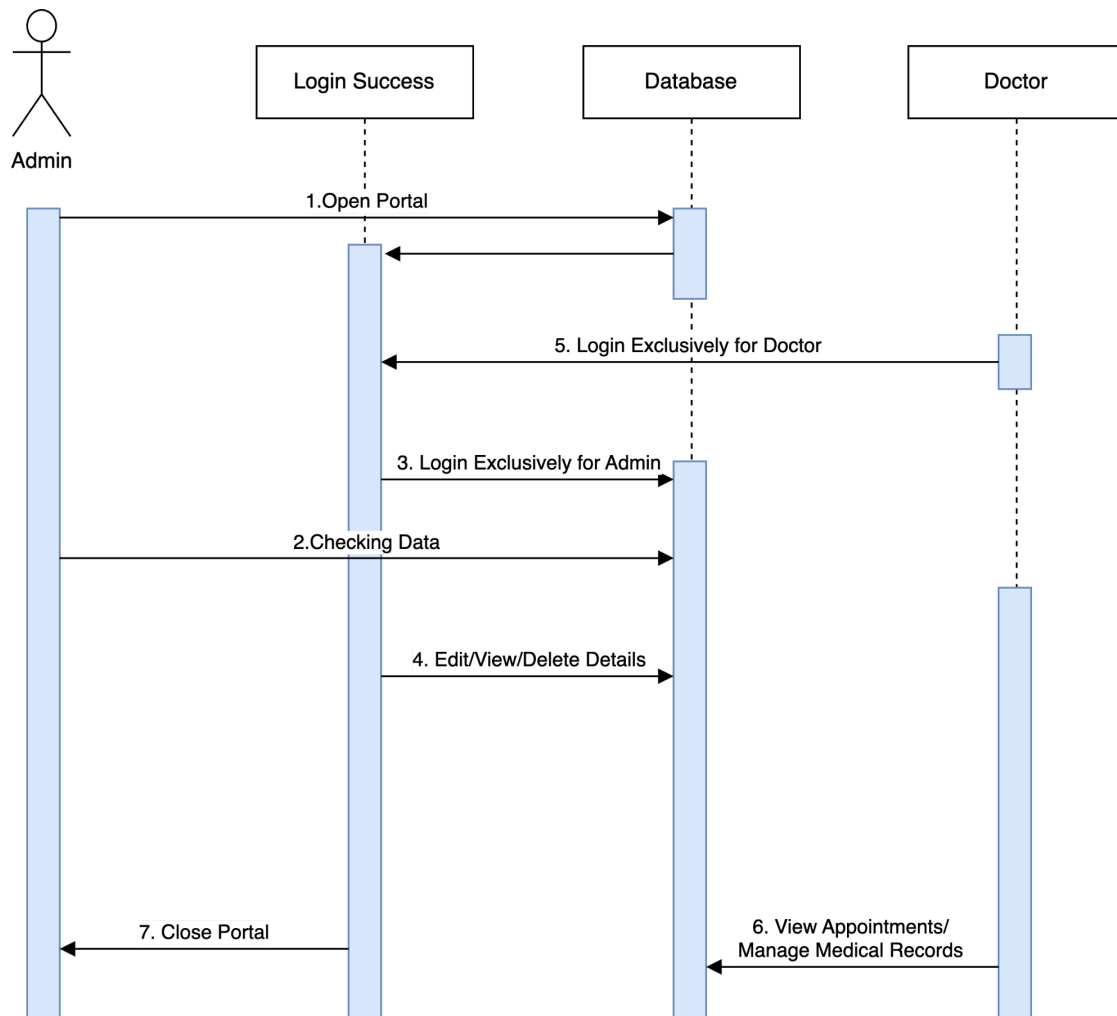 Login Success
Database
Doctor
Admin
1.Open Portal
5. Login Exclusively for Doctor
3. Login Exclusively for Admin
2.Checking Data
4. Edit/View/Delete Details
7. Close Portal
6. View Appointments/
Manage Medical Records